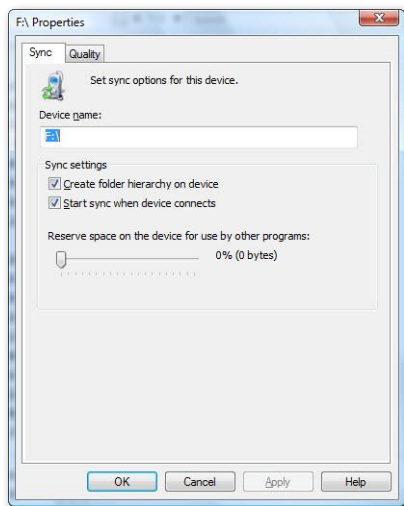 F:\ Properties
Sync
Quality
Set sync options for this device.
Device name:
F:\
Sync settings
Create folder hierarchy on device
Start sync when device connects
Reserve space on the device for use by other programs:
0% (0 bytes)
OK
Cancel
Apply
Help